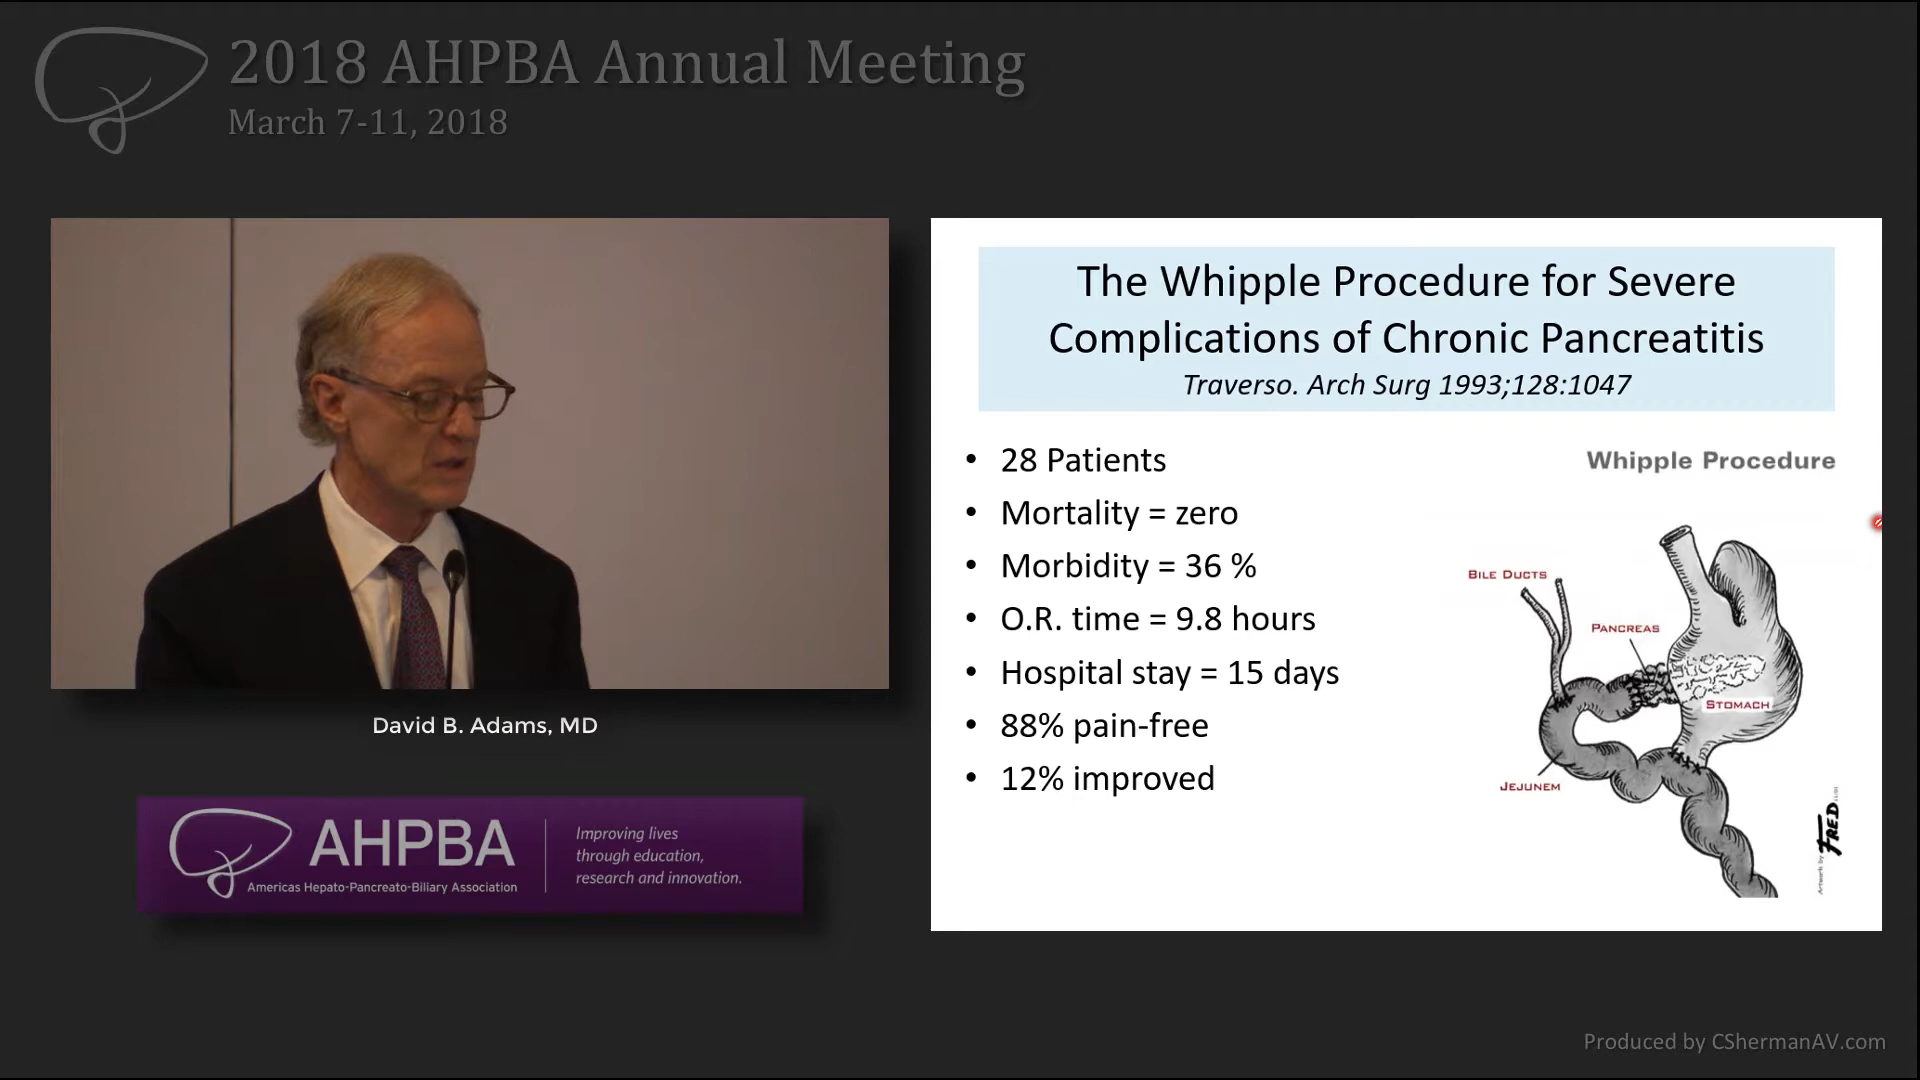 2018 AHPBA Annual Meeting
March 7-11, 2018
David B. Adams, MD
AHPBA
Americas Hepato-Pancreato-Biliary Association
Improving lives
through education,
research and innovation.
The Whipple Procedure for Severe
Complications of Chronic Pancreatitis
Traverso. Arch Surg 1993;128:1047
• 28 Patients
• Mortality = zero
• Morbidity = 36 %
• O.R. time = 9.8 hours
• Hospital stay = 15 days
• 88% pain-free
• 12% improved
Whipple Procedure
BILE DUCTS
PANCREAS
STOMACH
JEJUNEM
Artwork by
FRED
Produced by CShermanAV.com